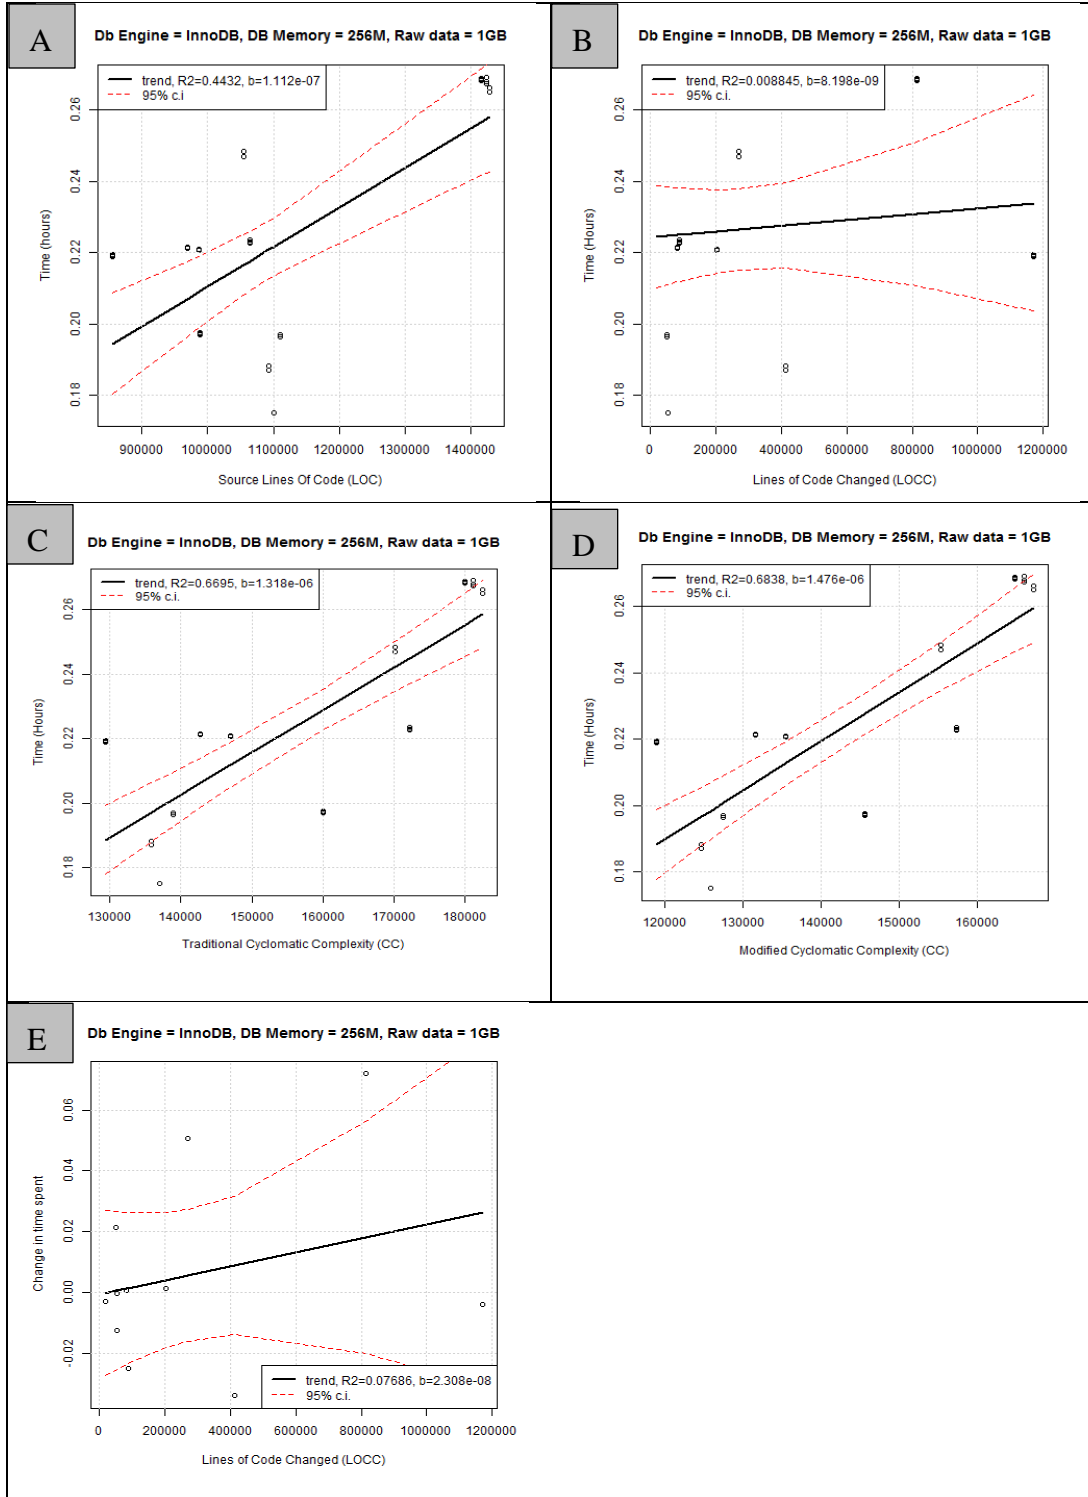 A
Db Engine = InnoDB, DB Memory = 256M, Raw data = 1GB
trend, R2=0.4432, b=1.112e-07
95% c.i
Time (hours)
0.18 0.20 0.22 0.24 0.26
900000 1000000 1100000 1200000 1300000 1400000
Source Lines Of Code (LOC)
B
Db Engine = InnoDB, DB Memory = 256M, Raw data = 1GB
trend, R2=0.008845, b=8.198e-09
95% c.i.
Time (Hours)
0.18 0.20 0.22 0.24 0.26
0 200000 400000 600000 800000 1000000 1200000
Lines of Code Changed (LOCC)
C
Db Engine = InnoDB, DB Memory = 256M, Raw data = 1GB
trend, R2=0.6695, b=1.318e-06
95% c.i.
Time (Hours)
0.18 0.20 0.22 0.24 0.26
130000 140000 150000 160000 170000 180000
Traditional Cyclomatic Complexity (CC)
D
Db Engine = InnoDB, DB Memory = 256M, Raw data = 1GB
trend, R2=0.6838, b=1.476e-06
95% c.i.
Time (Hours)
0.18 0.20 0.22 0.24 0.26
120000 130000 140000 150000 160000
Modified Cyclomatic Complexity (CC)
E
Db Engine = InnoDB, DB Memory = 256M, Raw data = 1GB
Change in time spent
-0.02 0.00 0.02 0.04 0.06
trend, R2=0.07686, b=2.308e-08
95% c.i.
0 200000 400000 600000 800000 1000000 1200000
Lines of Code Changed (LOCC)